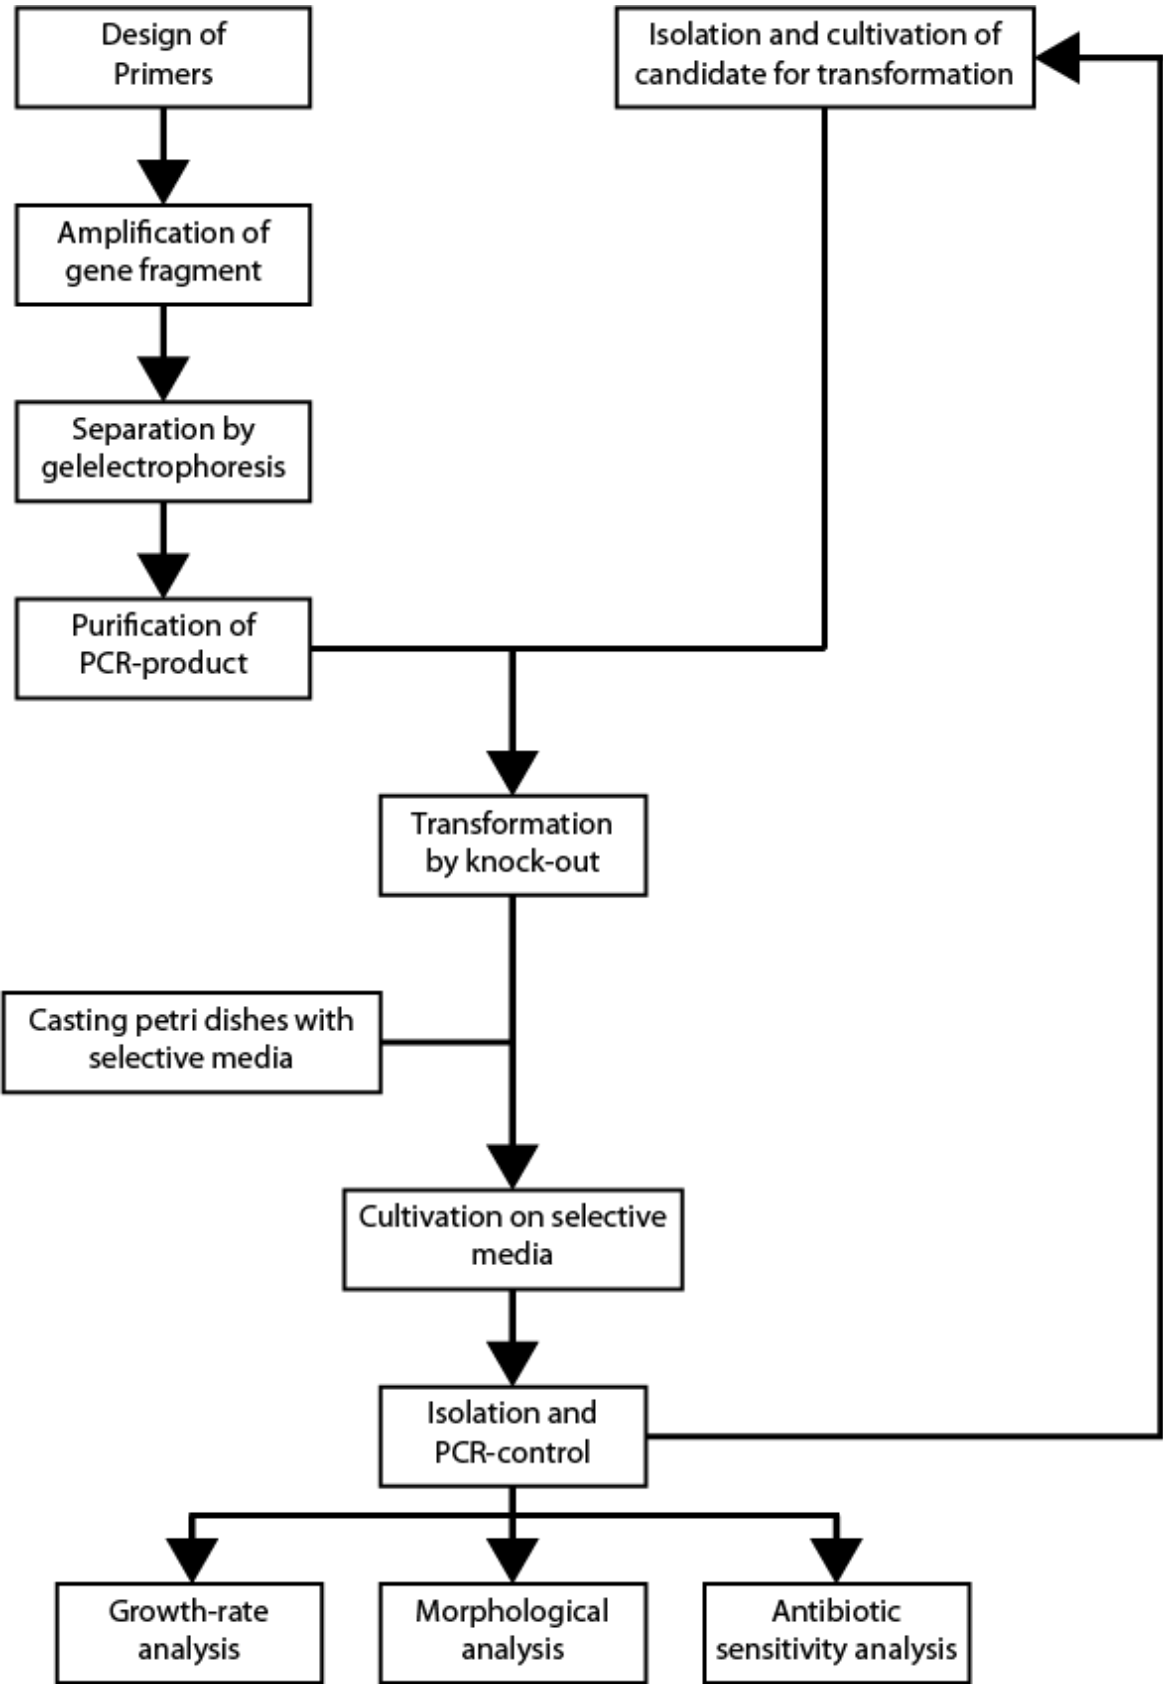 Design of
Primers
Isolation and cultivation of
candidate for transformation
Amplification of
gene fragment
Separation by
gelelectrophoresis
Purification of
PCR-product
Transformation
by knock-out
Casting petri dishes with
selective media
Cultivation on selective
media
Isolation and
PCR-control
Growth-rate
analysis
Morphological
analysis
Antibiotic
sensitivity analysis